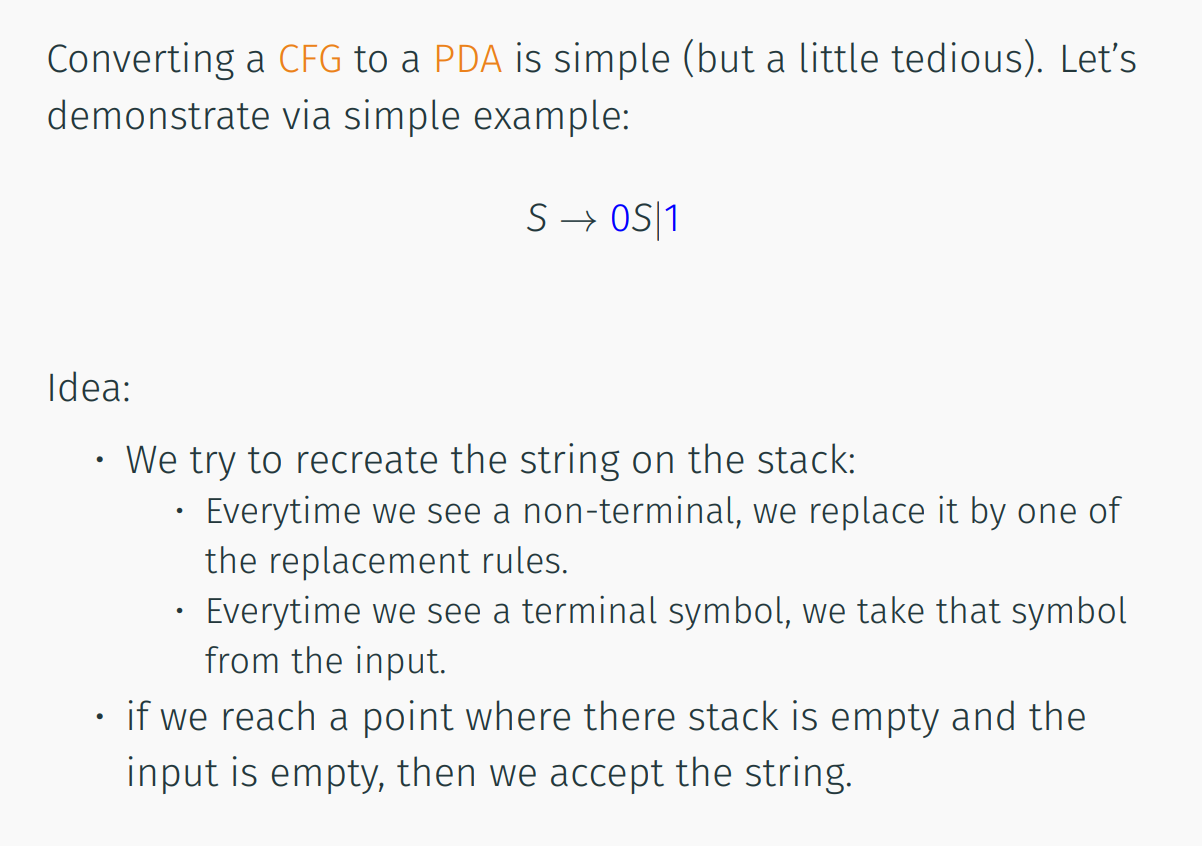 Converting a CFG to a PDA is simple (but a little tedious). Let's
demonstrate via simple example:
S → 0S|1
Idea:
• We try to recreate the string on the stack:
• Everytime we see a non-terminal, we replace it by one of
the replacement rules.
• Everytime we see a terminal symbol, we take that symbol
from the input.
• if we reach a point where there stack is empty and the
input is empty, then we accept the string.